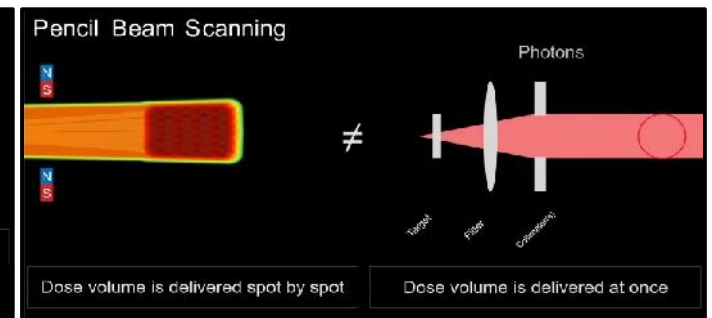 Pencil Beam Scanning
Photons
N
S
≠
N
S
Target
Filter
Dose volume is delivered spot by spot
Dose volume is delivered at once